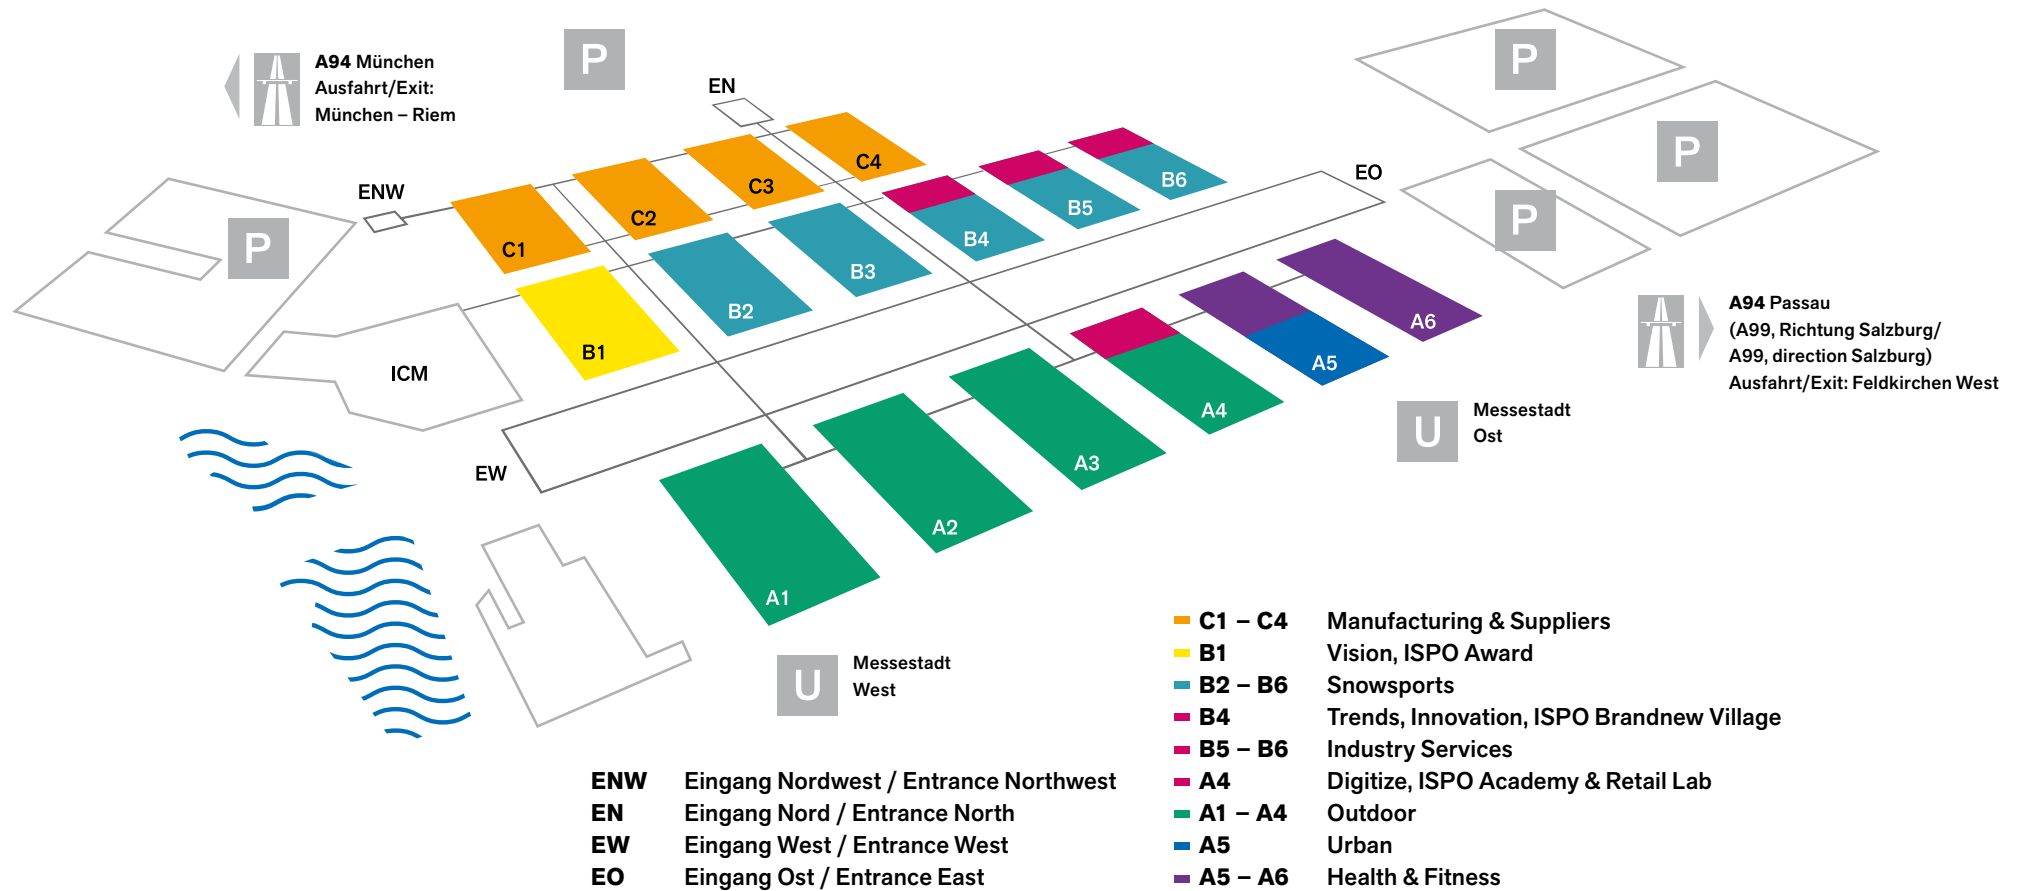 A94 München
Ausfahrt/Exit:
München – Riem
P
EN
P
P
P
P
ENW
EO
C1
C2
C3
C4
B1
B2
B3
B4
B5
B6
ICM
EW
A1
A2
A3
A4
A5
A6
A94 Passau
(A99, Richtung Salzburg/
A99, direction Salzburg)
Ausfahrt/Exit: Feldkirchen West
U
Messestadt
Ost
U
Messestadt
West
ENW Eingang Nordwest / Entrance Northwest
EN Eingang Nord / Entrance North
EW Eingang West / Entrance West
EO Eingang Ost / Entrance East
C1 – C4 Manufacturing & Suppliers
B1 Vision, ISPO Award
B2 – B6 Snowsports
B4 Trends, Innovation, ISPO Brandnew Village
B5 – B6 Industry Services
A4 Digitize, ISPO Academy & Retail Lab
A1 – A4 Outdoor
A5 Urban
A5 – A6 Health & Fitness